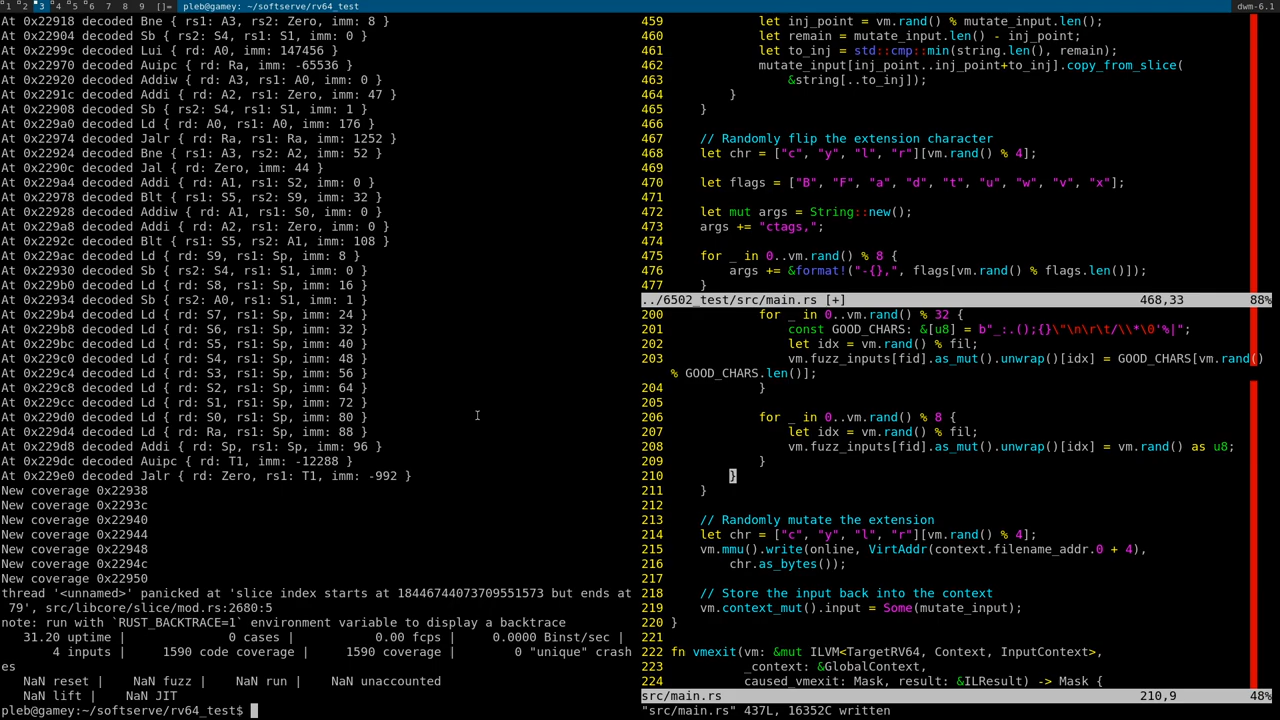 1 2 3 4 5 6 7 8 9 []= pleb@gamey:~/softserve/rv64_test dwm-6.1
At 0x22918 decoded Bne { rs1: A3, rs2: Zero, imm: 8 }
At 0x22904 decoded Sb { rs2: S4, rs1: S1, imm: 0 }
At 0x2299c decoded Lui { rd: A0, imm: 147456 }
At 0x22970 decoded Auipc { rd: Ra, imm: -65536 }
At 0x22920 decoded Addiw { rd: A3, rs1: A0, imm: 0 }
At 0x2291c decoded Addi { rd: A2, rs1: Zero, imm: 47 }
At 0x22908 decoded Sb { rs2: S4, rs1: S1, imm: 1 }
At 0x229a0 decoded Ld { rd: A0, rs1: A0, imm: 176 }
At 0x22974 decoded Jalr { rd: Ra, rs1: Ra, imm: 1252 }
At 0x22924 decoded Bne { rs1: A3, rs2: A2, imm: 52 }
At 0x2290c decoded Jal { rd: Zero, imm: 44 }
At 0x229a4 decoded Addi { rd: A1, rs1: S2, imm: 0 }
At 0x22978 decoded Blt { rs1: S5, rs2: S9, imm: 32 }
At 0x22928 decoded Addiw { rd: A1, rs1: S0, imm: 0 }
At 0x229a8 decoded Addi { rd: A2, rs1: Zero, imm: 0 }
At 0x2292c decoded Blt { rs1: S5, rs2: A1, imm: 108 }
At 0x229ac decoded Ld { rd: S9, rs1: Sp, imm: 8 }
At 0x22930 decoded Sb { rs2: S4, rs1: S1, imm: 0 }
At 0x229b0 decoded Ld { rd: S8, rs1: Sp, imm: 16 }
At 0x22934 decoded Sb { rs2: A0, rs1: S1, imm: 1 }
At 0x229b4 decoded Ld { rd: S7, rs1: Sp, imm: 24 }
At 0x229b8 decoded Ld { rd: S6, rs1: Sp, imm: 32 }
At 0x229bc decoded Ld { rd: S5, rs1: Sp, imm: 40 }
At 0x229c0 decoded Ld { rd: S4, rs1: Sp, imm: 48 }
At 0x229c4 decoded Ld { rd: S3, rs1: Sp, imm: 56 }
At 0x229c8 decoded Ld { rd: S2, rs1: Sp, imm: 64 }
At 0x229cc decoded Ld { rd: S1, rs1: Sp, imm: 72 }
At 0x229d0 decoded Ld { rd: S0, rs1: Sp, imm: 80 }
At 0x229d4 decoded Ld { rd: Ra, rs1: Sp, imm: 88 }
At 0x229d8 decoded Addi { rd: Sp, rs1: Sp, imm: 96 }
At 0x229dc decoded Auipc { rd: T1, imm: -12288 }
At 0x229e0 decoded Jalr { rd: Zero, rs1: T1, imm: -992 }
New coverage 0x22938
New coverage 0x2293c
New coverage 0x22940
New coverage 0x22944
New coverage 0x22948
New coverage 0x2294c
New coverage 0x22950
thread '<unnamed>' panicked at 'slice index starts at 18446744073709551573 but ends at
 79', src/libcore/slice/mod.rs:2680:5
note: run with `RUST_BACKTRACE=1` environment variable to display a backtrace
31.20 uptime | 0 cases | 0.00 fcps | 0.0000 Binst/sec |
4 inputs | 1590 code coverage | 1590 coverage | 0 "unique" crash
es
NaN reset | NaN fuzz | NaN run | NaN unaccounted
NaN lift | NaN JIT
pleb@gamey:~/softserve/rv64_test$
459 let inj_point = vm.rand() % mutate_input.len();
460 let remain = mutate_input.len() - inj_point;
461 let to_inj = std::cmp::min(string.len(), remain);
462 mutate_input[inj_point..inj_point+to_inj].copy_from_slice(
463 &string[..to_inj]);
464 }
465 }
466
467 // Randomly flip the extension character
468 let chr = ["c", "y", "l", "r"][vm.rand() % 4];
469
470 let flags = ["B", "F", "a", "d", "t", "u", "w", "v", "x"];
471
472 let mut args = String::new();
473 args += "ctags,";
474
475 for _ in 0..vm.rand() % 8 {
476 args += &format!("-{},", flags[vm.rand() % flags.len()]);
477 }
../6502_test/src/main.rs [+] 468,33 88%
200 for _ in 0..vm.rand() % 32 {
201 const GOOD_CHARS: &[u8] = b"_:.();{}\"\n\r\t/\\*\0'%|";
202 let idx = vm.rand() % fil;
203 vm.fuzz_inputs[fid].as_mut().unwrap()[idx] = GOOD_CHARS[vm.rand()
% GOOD_CHARS.len()];
204 }
205
206 for _ in 0..vm.rand() % 8 {
207 let idx = vm.rand() % fil;
208 vm.fuzz_inputs[fid].as_mut().unwrap()[idx] = vm.rand() as u8;
209 }
210 }
211 }
212
213 // Randomly mutate the extension
214 let chr = ["c", "y", "l", "r"][vm.rand() % 4];
215 vm.mmu().write(online, VirtAddr(context.filename_addr.0 + 4),
216 chr.as_bytes());
217
218 // Store the input back into the context
219 vm.context_mut().input = Some(mutate_input);
220 }
221
222 fn vmexit(vm: &mut ILVM<TargetRV64, Context, InputContext>,
223 _context: &GlobalContext,
224 caused_vmexit: Mask, result: &ILResult) -> Mask {
src/main.rs 210,9 48%
"src/main.rs" 437L, 16352C written